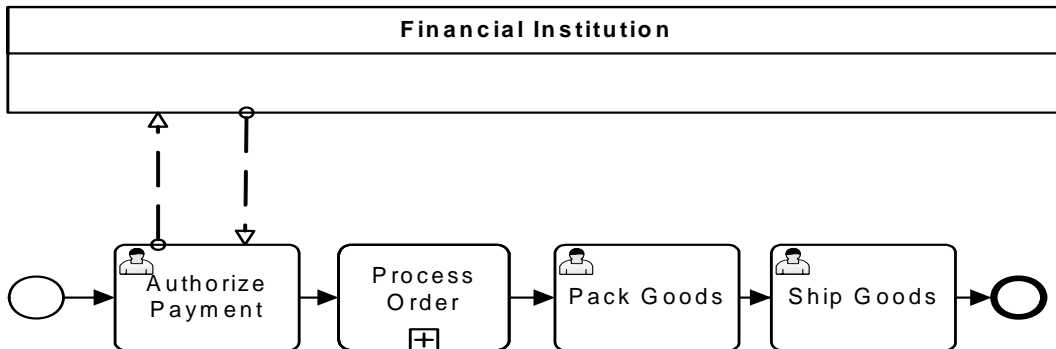 Financial Institution
Authorize
Payment
Process
Order
Pack Goods
Ship Goods